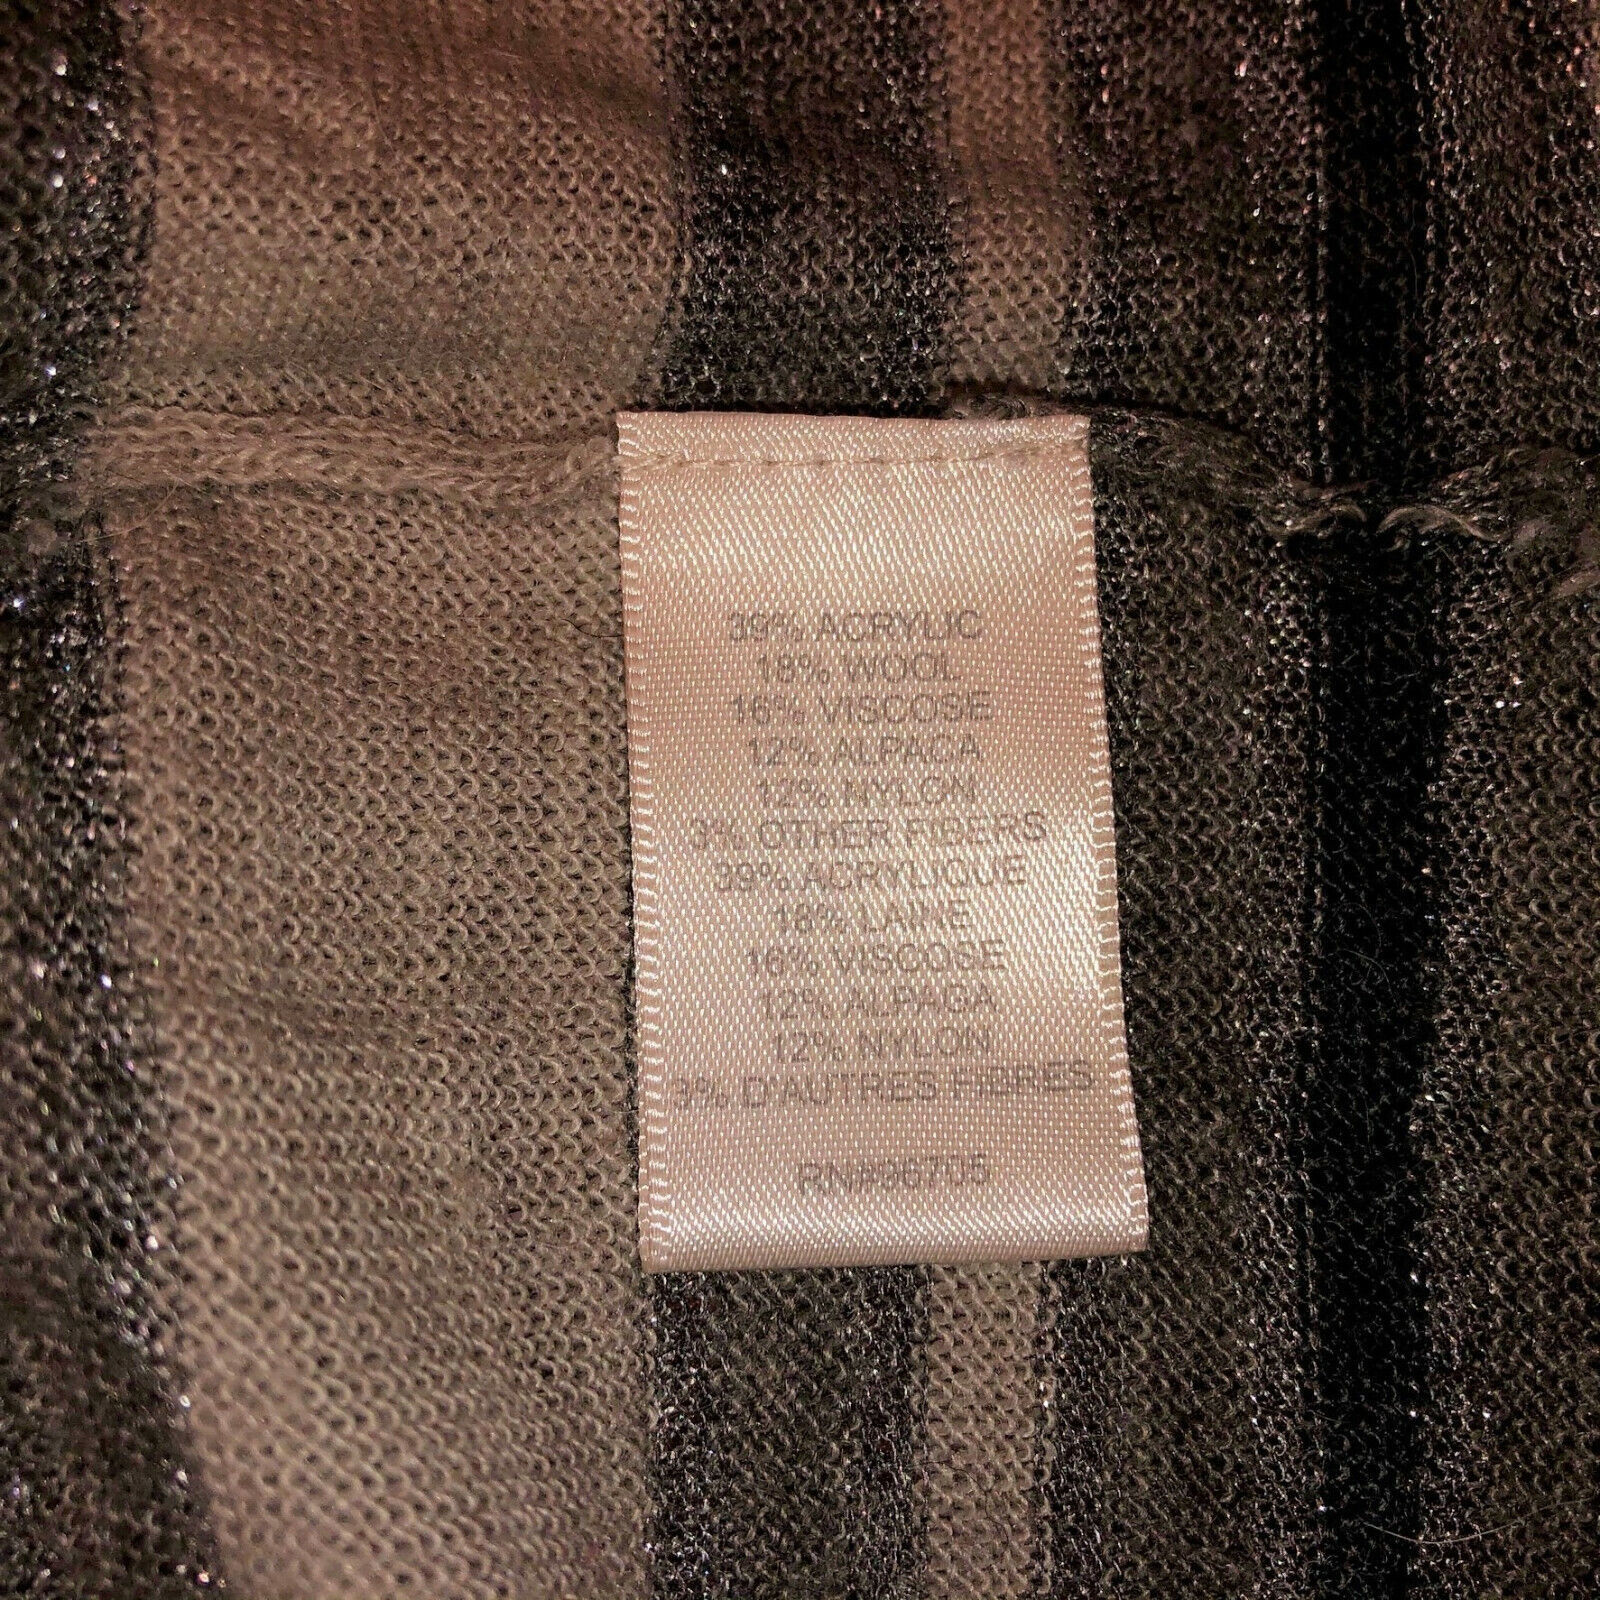 39% ACRYLIC
18% WOOL
16% VISCOSE
12% ALPACA
12% NYLON
3% OTHER FIBERS
39% ACRYLIQUE
18% LAINE
16% VISCOSE
12% ALPAGA
12% NYLON
3% D'AUTRES FIBRES
RN#36705